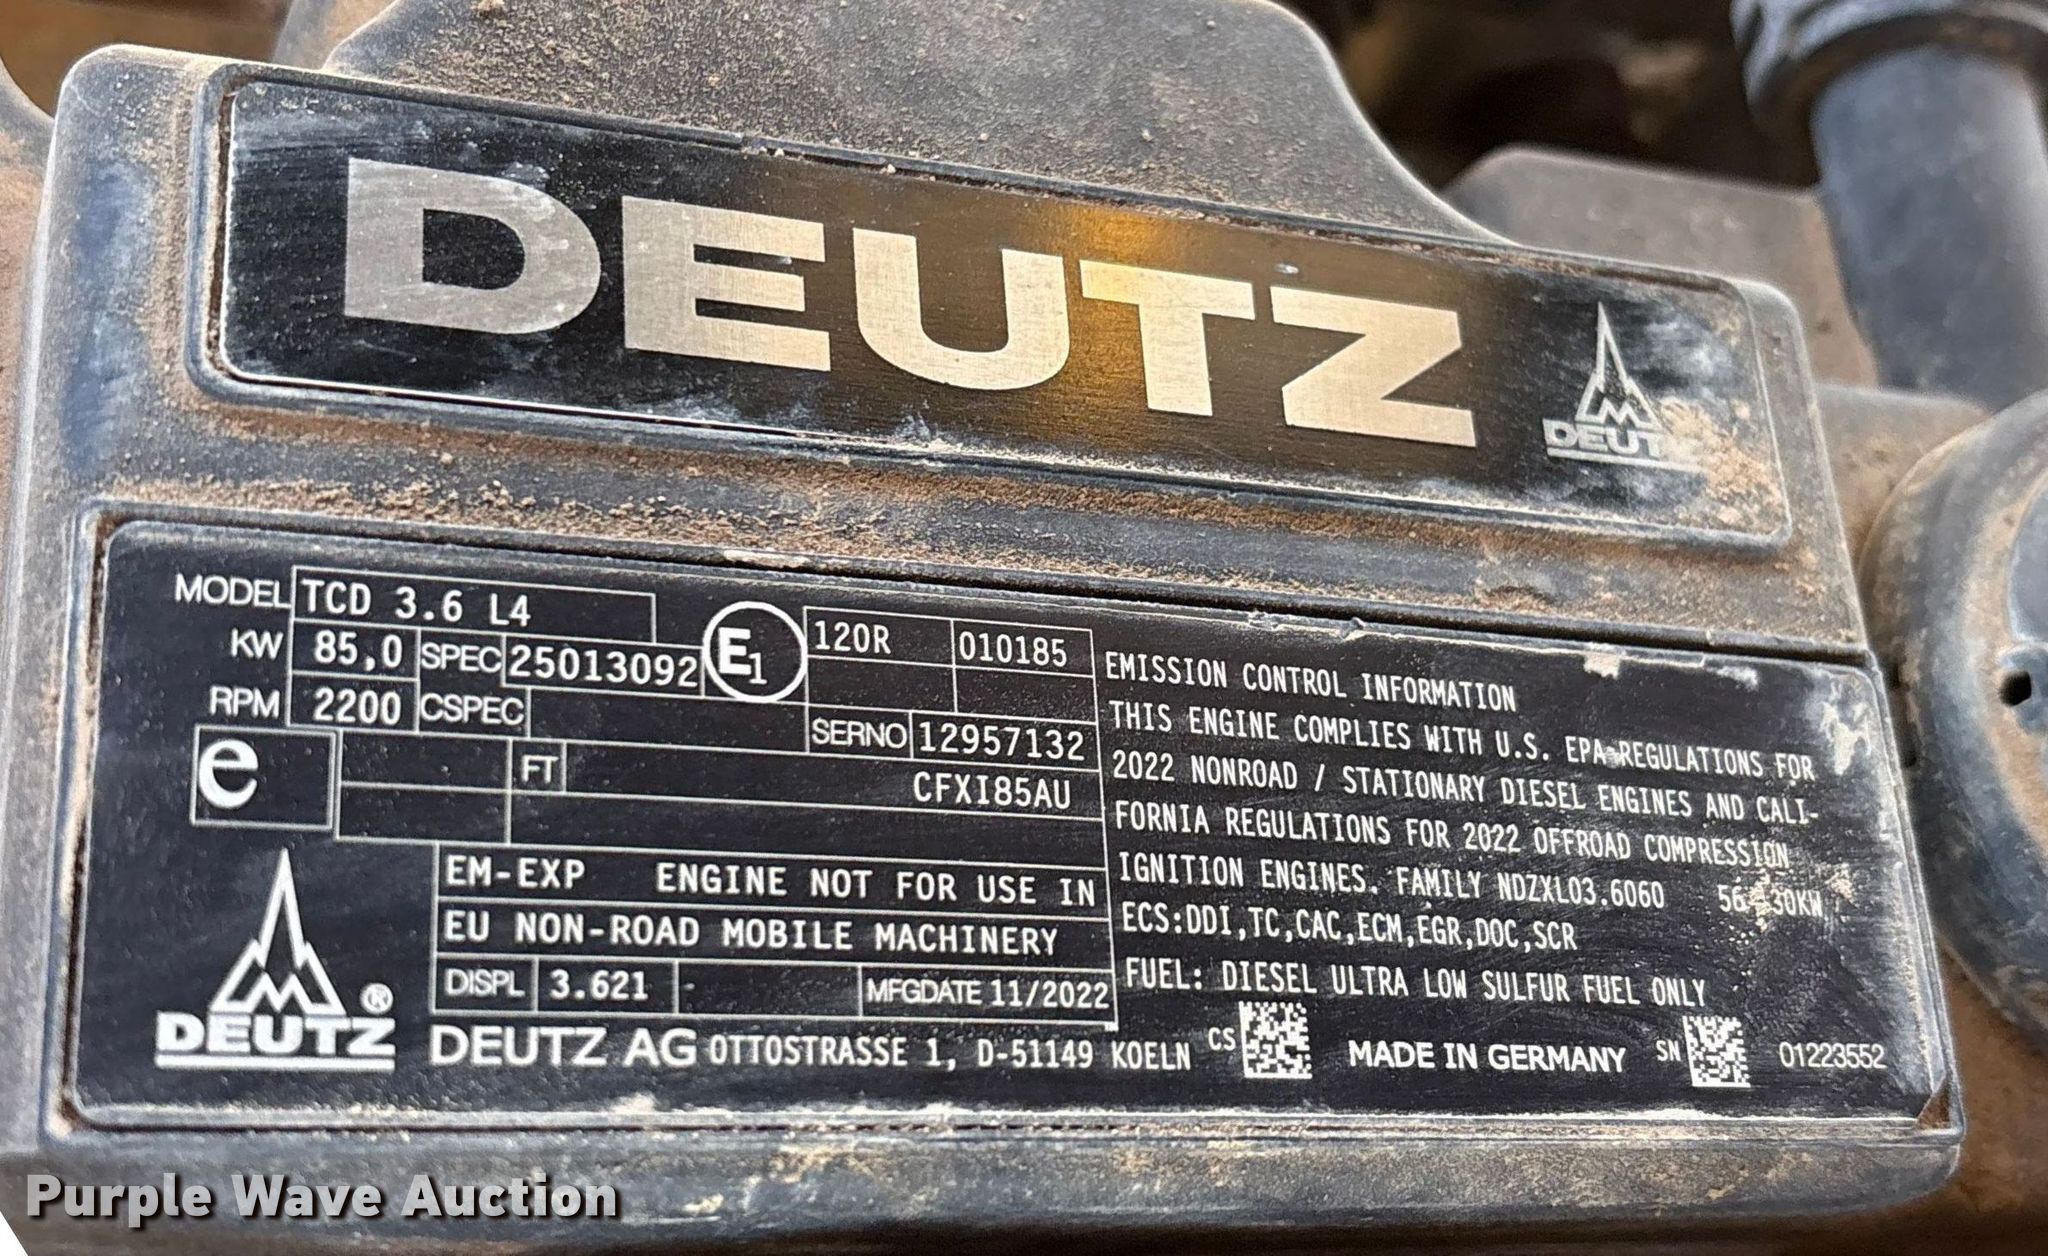 DEUTZ
DEUTZ
MODEL TCD 3.6 L4
KW 85,0 SPEC 25013092 E1 120R 010185
RPM 2200 CSPEC
SERNO 12957132
e
FT
CFXI85AU
EM-EXP ENGINE NOT FOR USE IN
EU NON-ROAD MOBILE MACHINERY
DISPL 3.621 - MFGDATE 11/2022
DEUTZ ®
DEUTZ AG OTTOSTRASSE 1, D-51149 KOELN
EMISSION CONTROL INFORMATION
THIS ENGINE COMPLIES WITH U.S. EPA REGULATIONS FOR
2022 NONROAD / STATIONARY DIESEL ENGINES AND CALI-
FORNIA REGULATIONS FOR 2022 OFFROAD COMPRESSION
IGNITION ENGINES. FAMILY NDZXL03.6060
ECS:DDI,TC,CAC,ECM,EGR,DOC,SCR
FUEL: DIESEL ULTRA LOW SULFUR FUEL ONLY
CS MADE IN GERMANY SN 01223552
Purple Wave Auction